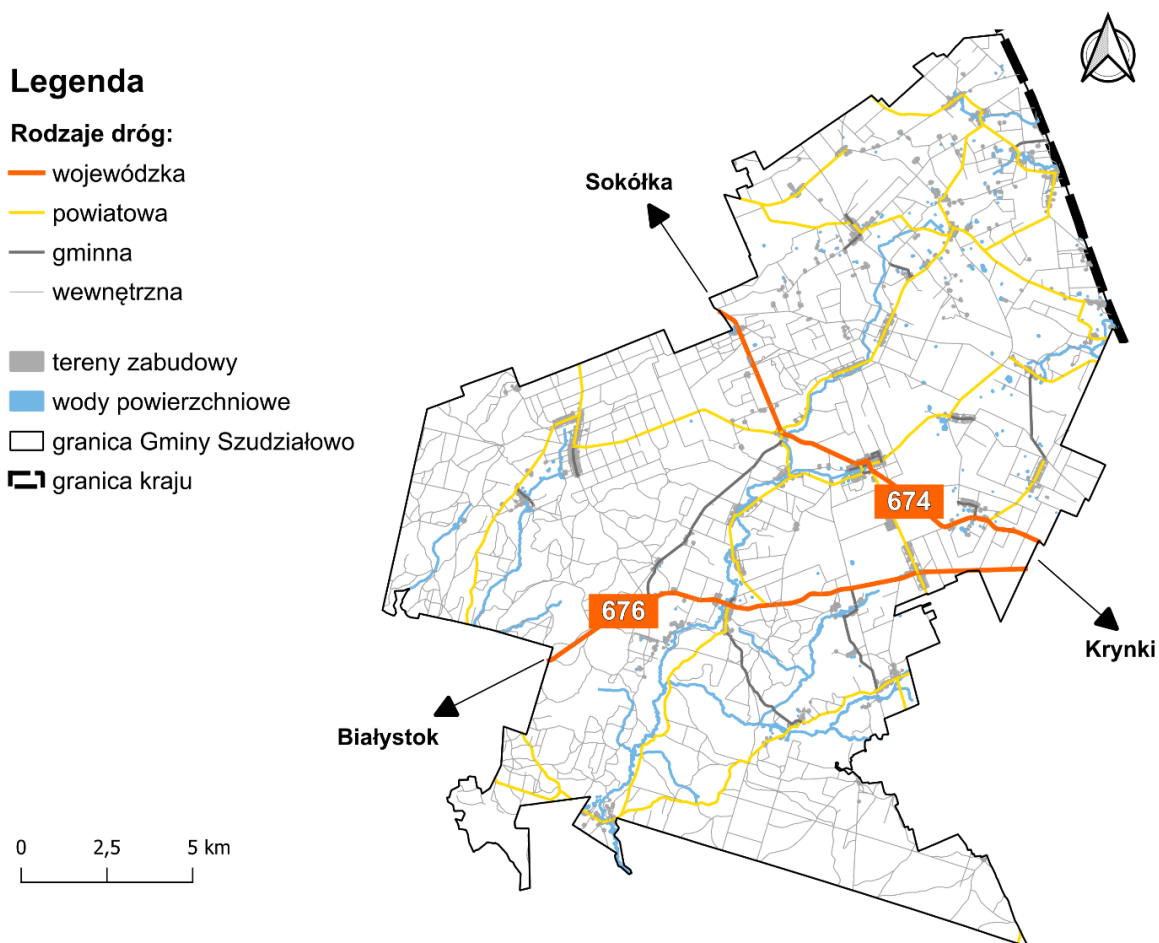 Legenda
Rodzaje dróg:
wojewódzka
powiatowa
gminna
wewnętrzna
tereny zabudowy
wody powierzchniowe
granica Gminy Szudziałowo
granica kraju
Sokółka
674
676
Krynki
Białystok
0 2,5 5 km